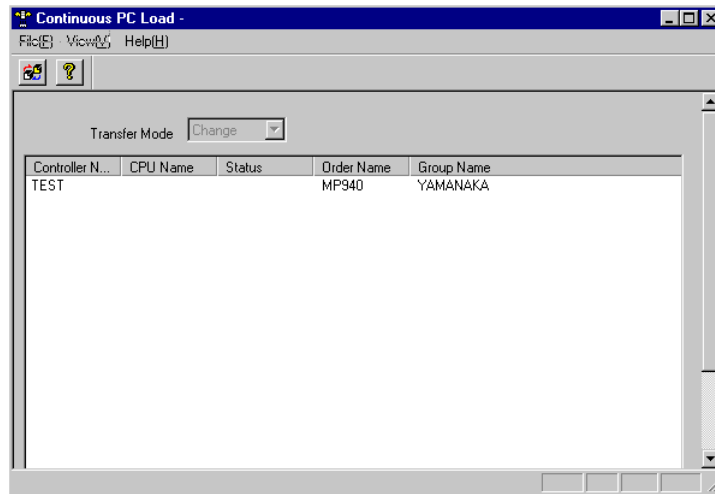 Continuous PC Load -
File(F) View(V) Help(H)
Transfer Mode Change
Controller N... CPU Name Status Order Name Group Name
TEST MP940 YAMANAKA